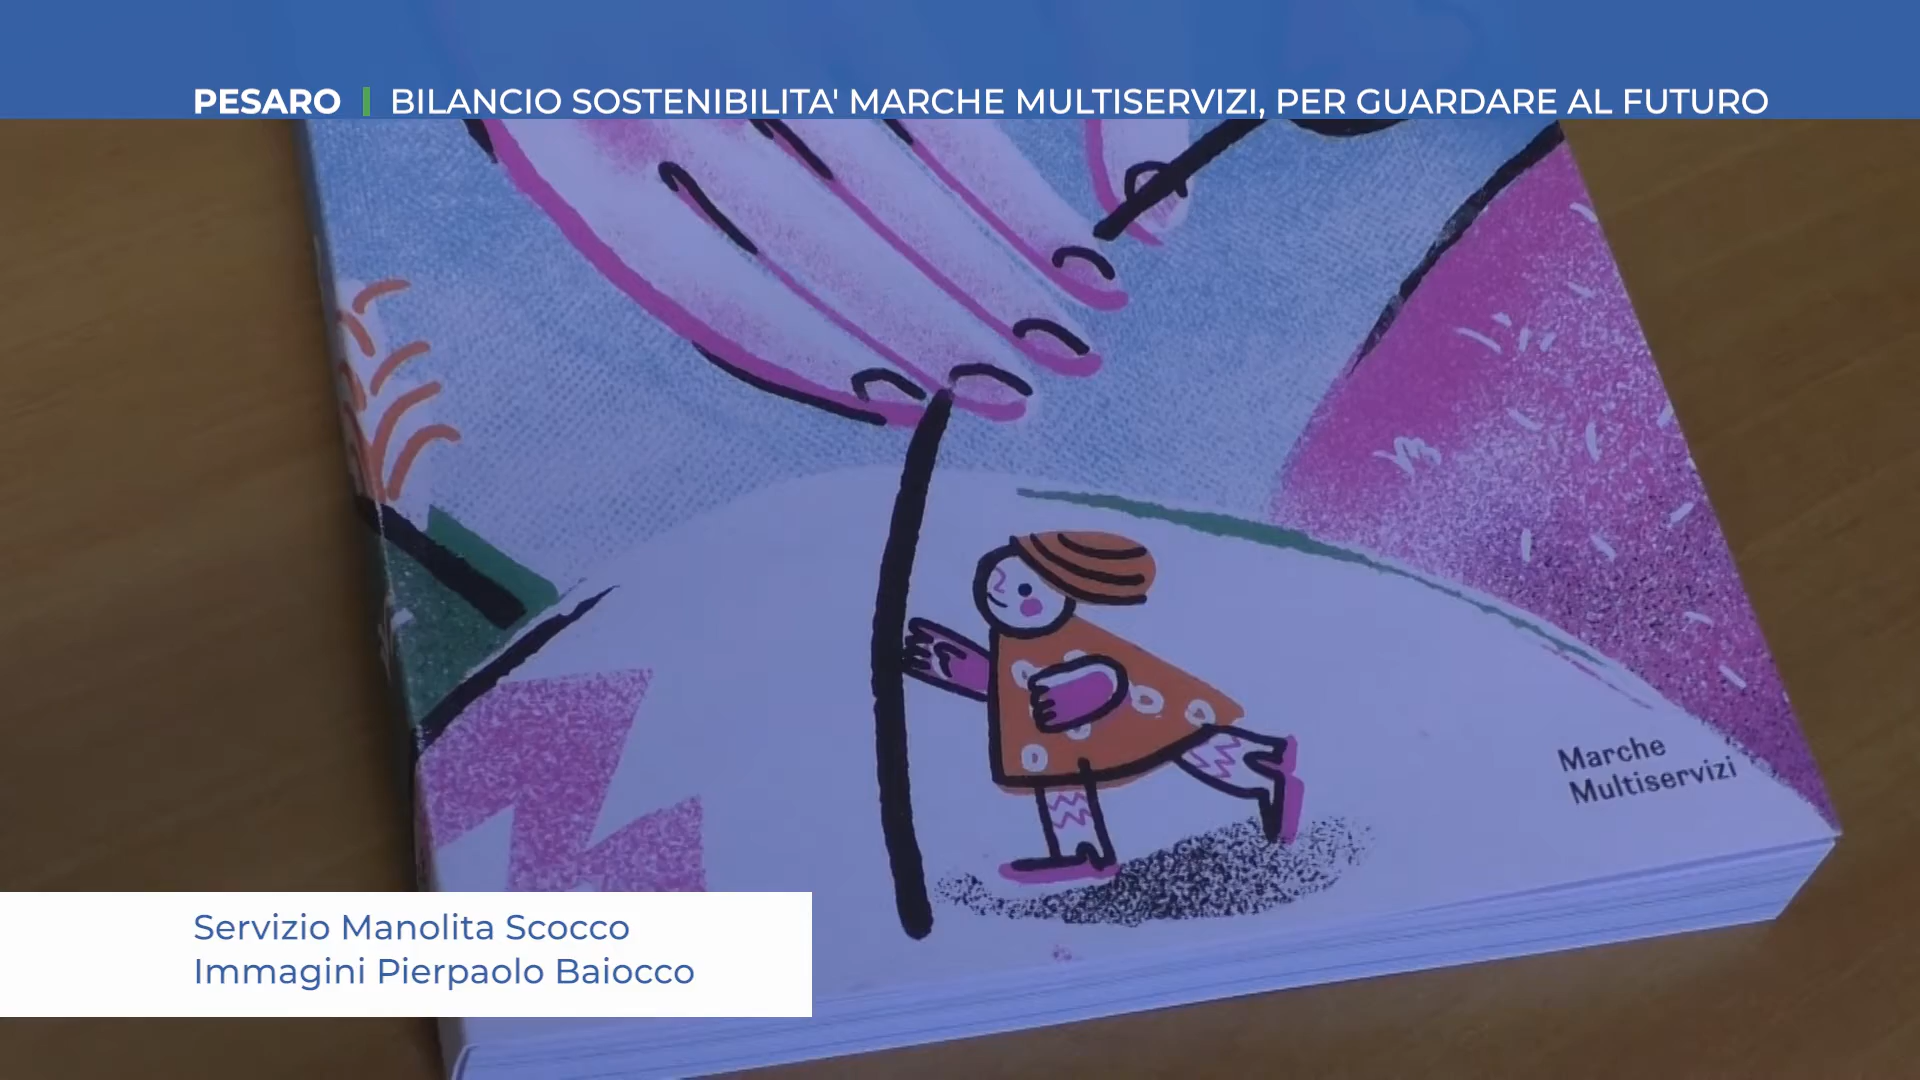 PESARO | BILANCIO SOSTENIBILITA' MARCHE MULTISERVIZI, PER GUARDARE AL FUTURO
Marche
Multiservizi
Servizio Manolita Scocco
Immagini Pierpaolo Baiocco